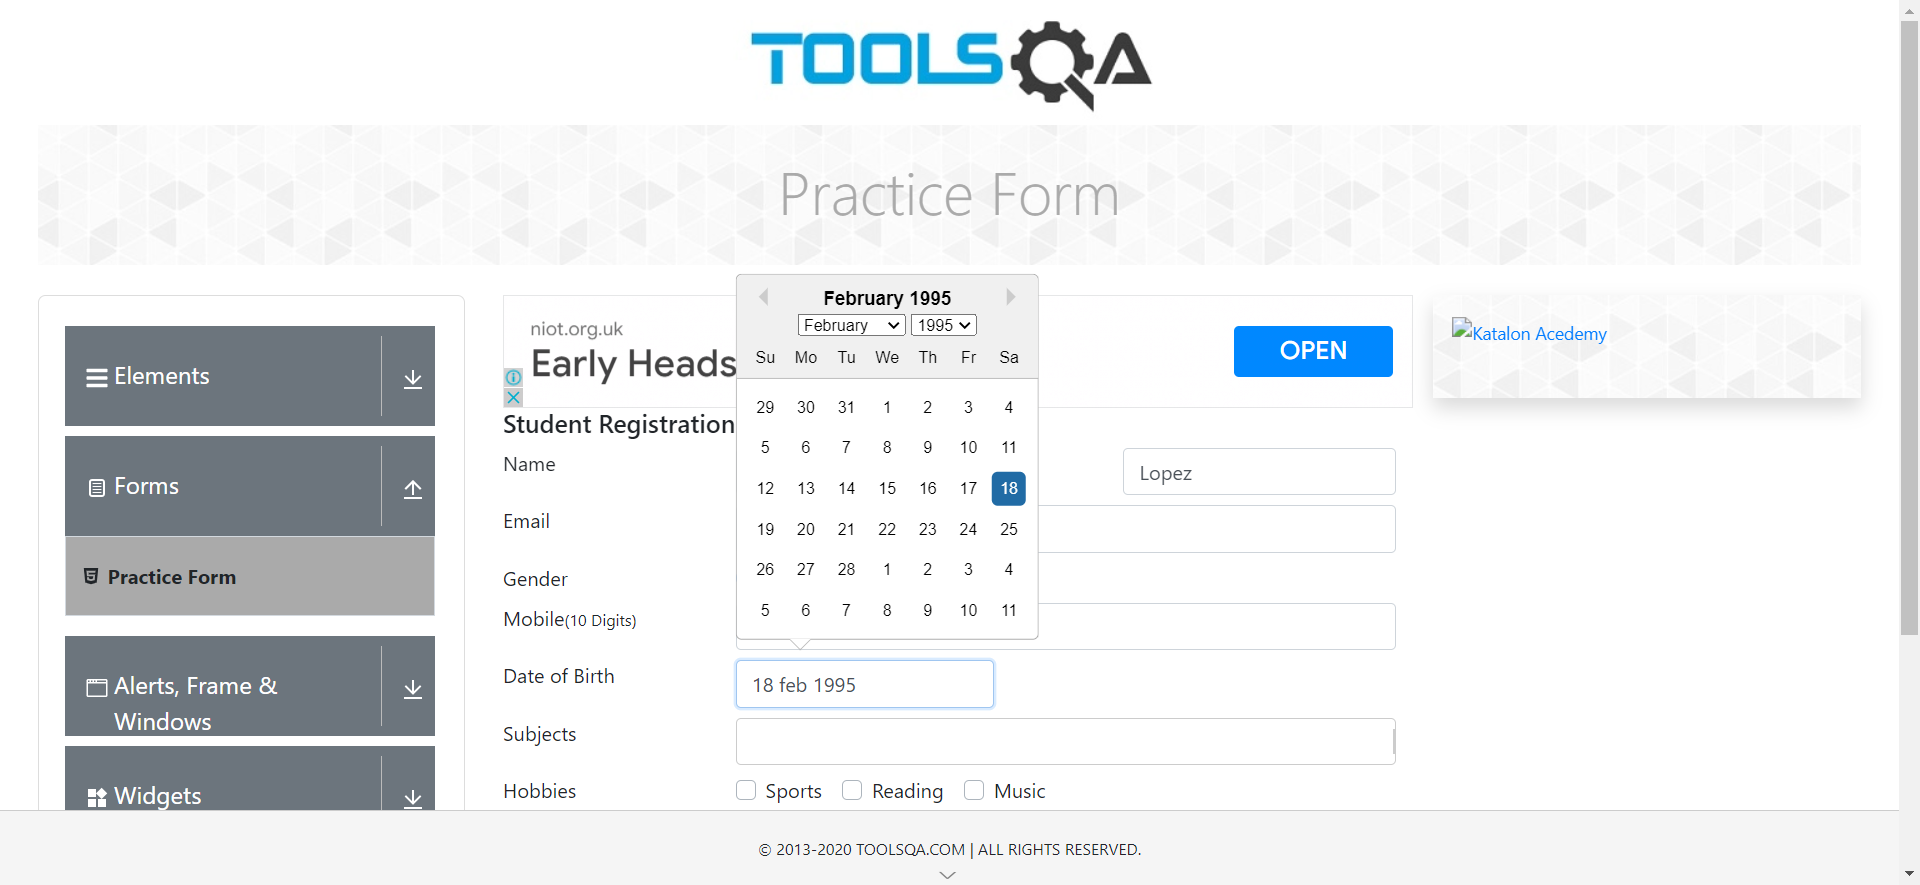 TOOLSQA
Practice Form
Elements
Forms
Practice Form
Alerts, Frame &
Windows
Widgets
niot.org.uk
Early Heads
OPEN
Katalon Acedemy
Student Registration
Name
Lopez
Email
Gender
Mobile(10 Digits)
Date of Birth
18 feb 1995
Subjects
Hobbies
Sports Reading Music
February 1995
February 1995
Su Mo Tu We Th Fr Sa
29 30 31 1 2 3 4
5 6 7 8 9 10 11
12 13 14 15 16 17 18
19 20 21 22 23 24 25
26 27 28 1 2 3 4
5 6 7 8 9 10 11
© 2013-2020 TOOLSQA.COM | ALL RIGHTS RESERVED.